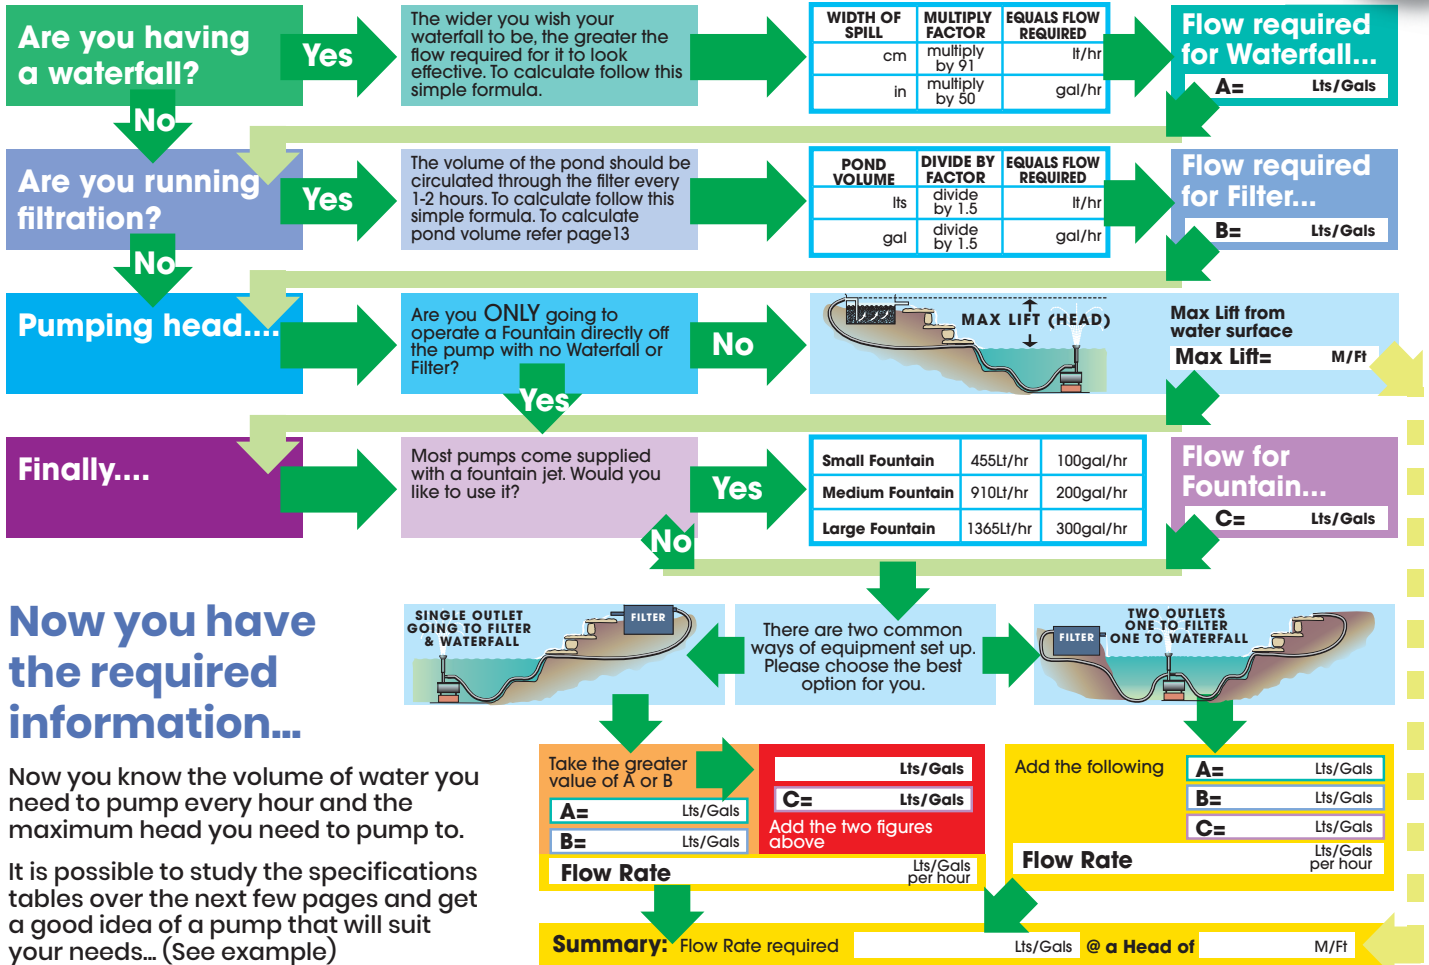 Are you having
a waterfall?
Yes
No
The wider you wish your
waterfall to be, the greater the
flow required for it to look
effective. To calculate follow this
simple formula.
WIDTH OF SPILL MULTIPLY FACTOR EQUALS FLOW REQUIRED
cm multiply by 91 lt/hr
in multiply by 50 gal/hr
Flow required
for Waterfall...
A= Lts/Gals
Are you running
filtration?
Yes
No
The volume of the pond should be
circulated through the filter every
1-2 hours. To calculate follow this
simple formula. To calculate
pond volume refer page13
POND VOLUME DIVIDE BY FACTOR EQUALS FLOW REQUIRED
lts divide by 1.5 lt/hr
gal divide by 1.5 gal/hr
Flow required
for Filter...
B= Lts/Gals
Pumping head....
Are you ONLY going to
operate a Fountain directly off
the pump with no Waterfall or
Filter?
No
Yes
MAX LIFT (HEAD)
Max Lift from
water surface
Max Lift= M/Ft
Finally....
Most pumps come supplied
with a fountain jet. Would you
like to use it?
Yes
No
Small Fountain 455Lt/hr 100gal/hr
Medium Fountain 910Lt/hr 200gal/hr
Large Fountain 1365Lt/hr 300gal/hr
Flow for
Fountain...
C= Lts/Gals
Now you have
the required
information...
Now you know the volume of water you
need to pump every hour and the
maximum head you need to pump to.
It is possible to study the specifications
tables over the next few pages and get
a good idea of a pump that will suit
your needs... (See example)
SINGLE OUTLET
GOING TO FILTER
& WATERFALL
FILTER
There are two common
ways of equipment set up.
Please choose the best
option for you.
FILTER
TWO OUTLETS
ONE TO FILTER
ONE TO WATERFALL
Take the greater
value of A or B
A= Lts/Gals
B= Lts/Gals
Lts/Gals
C= Lts/Gals
Add the two figures
above
Flow Rate Lts/Gals per hour
Add the following
A= Lts/Gals
B= Lts/Gals
C= Lts/Gals
Flow Rate Lts/Gals per hour
Summary: Flow Rate required Lts/Gals @ a Head of M/Ft